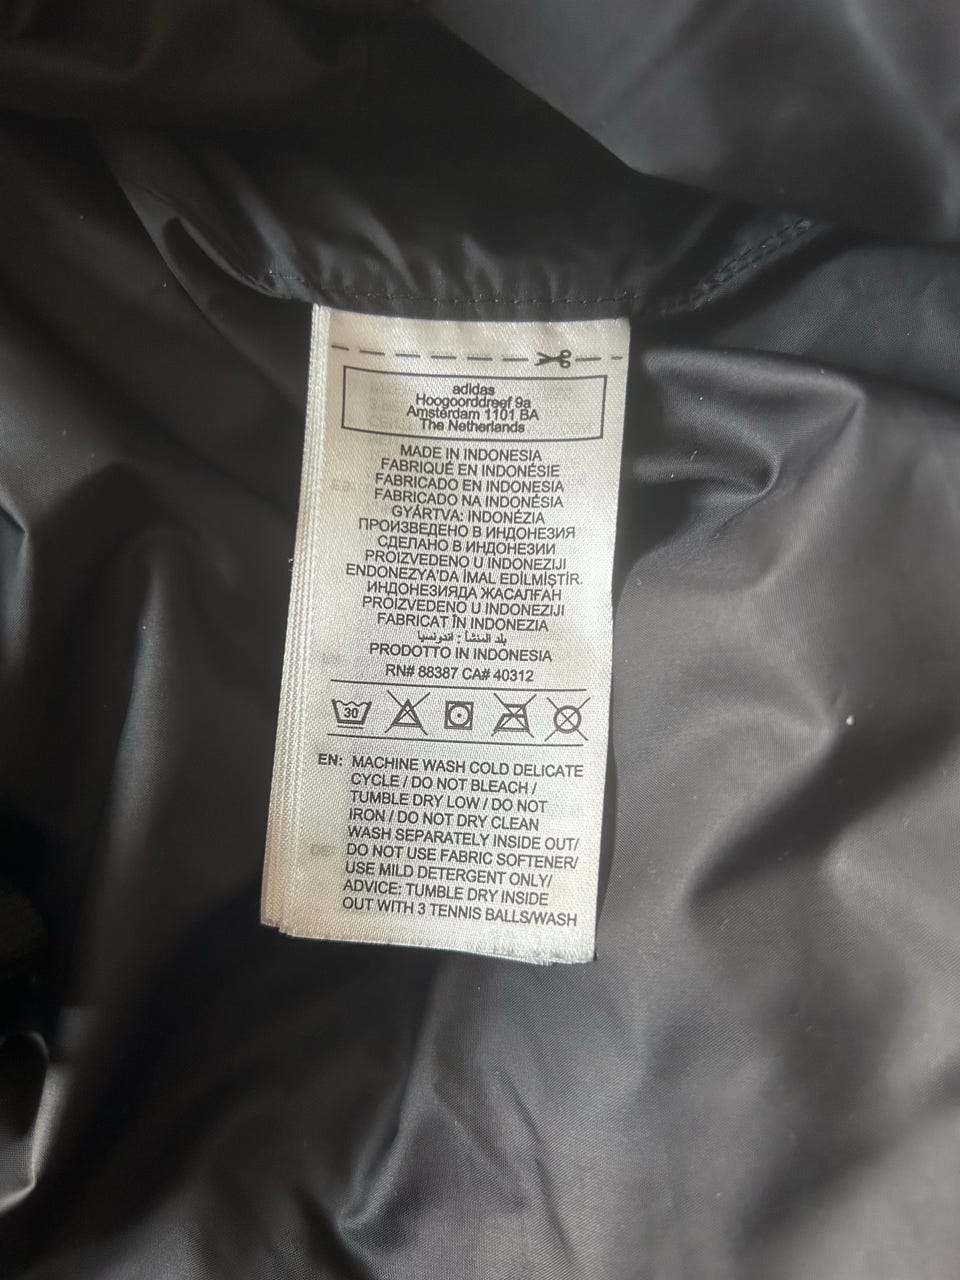 adidas
Hoogoorddreef 9a
Amsterdam 1101 BA
The Netherlands
MADE IN INDONESIA
FABRIQUÉ EN INDONÉSIE
FABRICADO EN INDONESIA
FABRICADO NA INDONÉSIA
GYÁRTVA: INDONÉZIA
ПРОИЗВЕДЕНО В ИНДОНЕЗИЯ
СДЕЛАНО В ИНДОНЕЗИИ
PROIZVEDENO U INDONEZIJI
ENDONEZYA'DA İMAL EDİLMİŞTİR.
ИНДОНЕЗИЯДА ЖАСАЛҒАН
PROIZVEDENO U INDONEZIJI
FABRICAT ÎN INDONEZIA
بلد المنشأ : أندونسيا
PRODOTTO IN INDONESIA
RN# 88387 CA# 40312
30
EN: MACHINE WASH COLD DELICATE
CYCLE / DO NOT BLEACH /
TUMBLE DRY LOW / DO NOT
IRON / DO NOT DRY CLEAN
WASH SEPARATELY INSIDE OUT/
DO NOT USE FABRIC SOFTENER/
USE MILD DETERGENT ONLY/
ADVICE: TUMBLE DRY INSIDE
OUT WITH 3 TENNIS BALLS/WASH